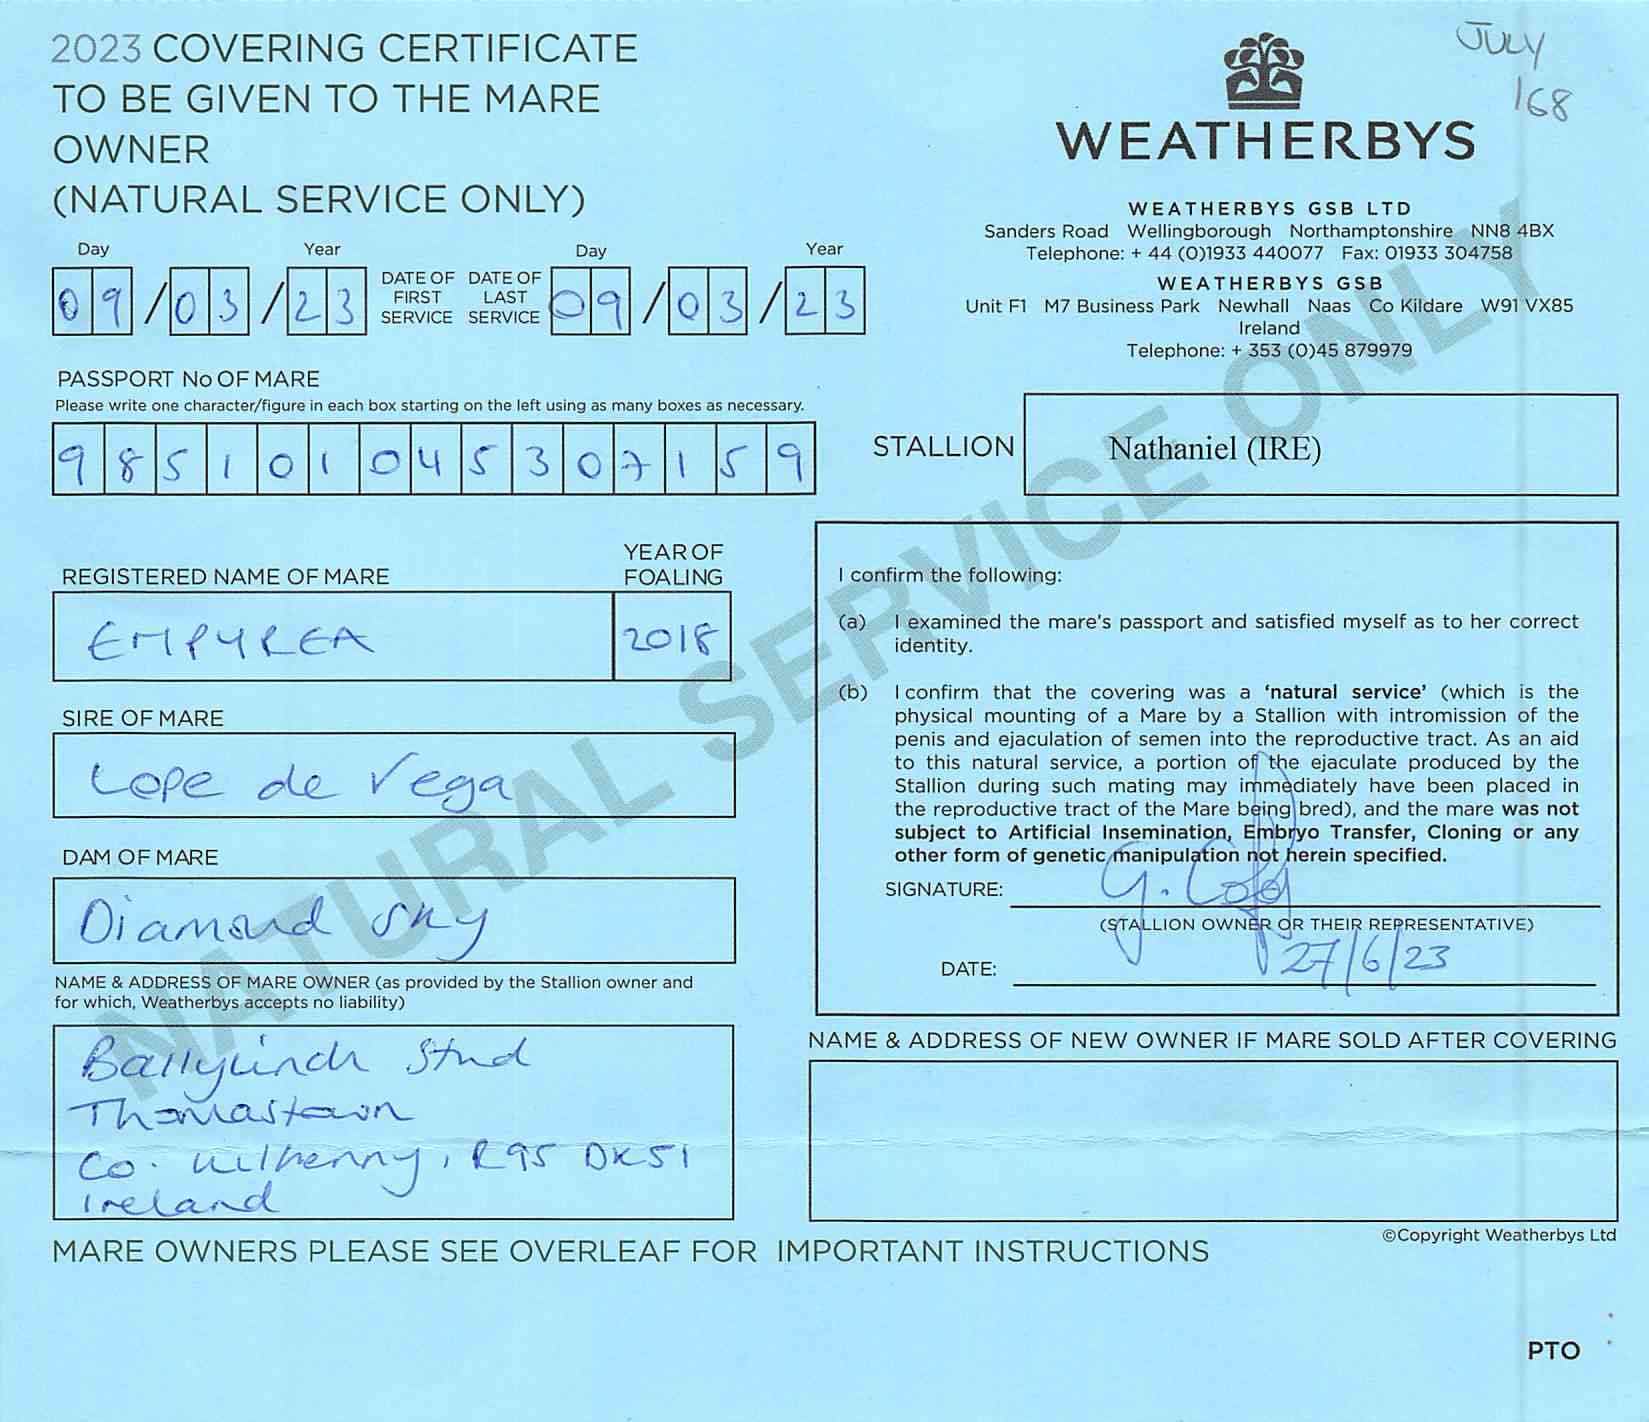 2023 COVERING CERTIFICATE
TO BE GIVEN TO THE MARE
OWNER
(NATURAL SERVICE ONLY)
JULY
168
WEATHERBYS
WEATHERBYS GSB LTD
Sanders Road Wellingborough Northamptonshire NN8 4BX
Telephone: + 44 (0)1933 440077 Fax: 01933 304758
WEATHERBYS GSB
Unit F1 M7 Business Park Newhall Naas Co Kildare W91 VX85
Ireland
Telephone: + 353 (0)45 879979
Day Year Day Year
09/03/23 DATE OF FIRST SERVICE DATE OF LAST SERVICE 09/03/23
PASSPORT No OF MARE
Please write one character/figure in each box starting on the left using as many boxes as necessary.
985101045307159
STALLION Nathaniel (IRE)
REGISTERED NAME OF MARE
YEAR OF
FOALING
EMPYREA 2018
SIRE OF MARE
Lope de Vega
DAM OF MARE
Diamond Sky
NAME & ADDRESS OF MARE OWNER (as provided by the Stallion owner and
for which, Weatherbys accepts no liability)
Ballylinch Stud
Thomastown
Co. Kilkenny, R95 DK51
Ireland
I confirm the following:
(a) I examined the mare's passport and satisfied myself as to her correct
identity.
(b) I confirm that the covering was a 'natural service' (which is the
physical mounting of a Mare by a Stallion with intromission of the
penis and ejaculation of semen into the reproductive tract. As an aid
to this natural service, a portion of the ejaculate produced by the
Stallion during such mating may immediately have been placed in
the reproductive tract of the Mare being bred), and the mare was not
subject to Artificial Insemination, Embryo Transfer, Cloning or any
other form of genetic manipulation not herein specified.
SIGNATURE: G.
(STALLION OWNER OR THEIR REPRESENTATIVE)
DATE: 27/6/23
NAME & ADDRESS OF NEW OWNER IF MARE SOLD AFTER COVERING
©Copyright Weatherbys Ltd
MARE OWNERS PLEASE SEE OVERLEAF FOR IMPORTANT INSTRUCTIONS
PTO
NATURAL SERVICE ONLY